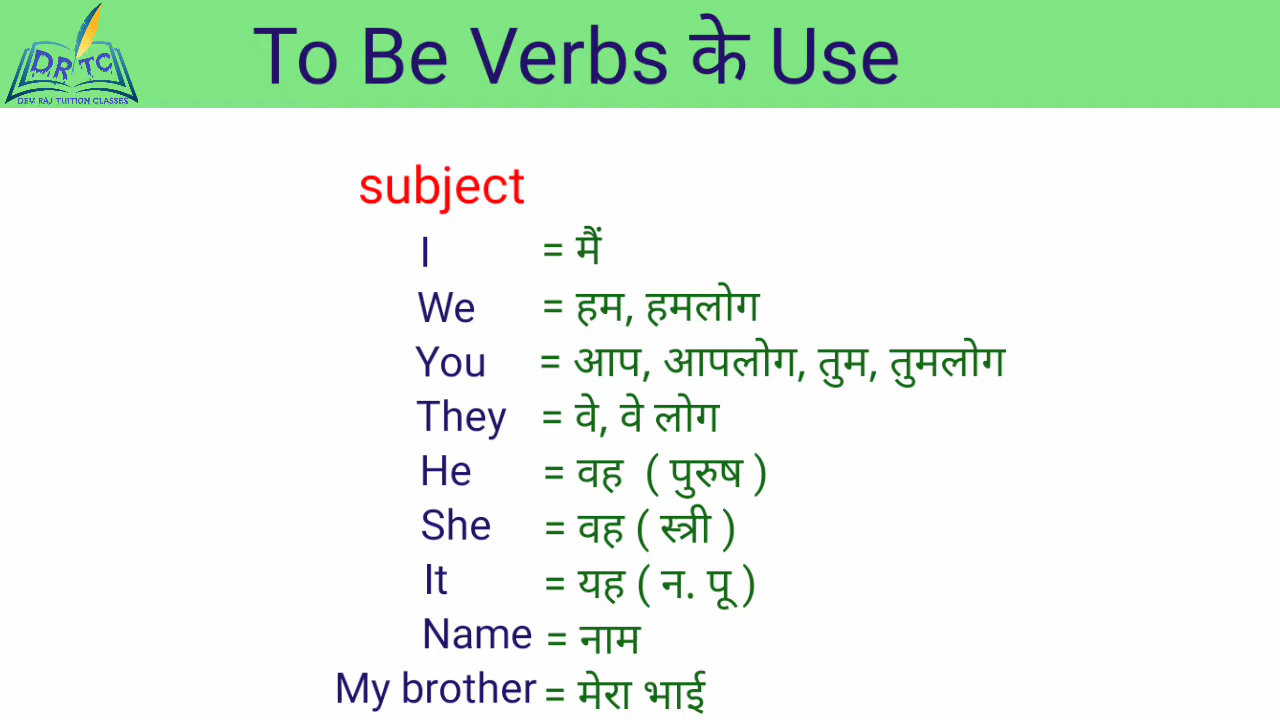 To Be Verbs के Use
DRTC
DEV RAJ TUITION CLASSES
subject
I = मैं
We = हम, हमलोग
You = आप, आपलोग, तुम, तुमलोग
They = वे, वे लोग
He = वह ( पुरुष )
She = वह ( स्त्री )
It = यह ( न. पू )
Name = नाम
My brother = मेरा भाई